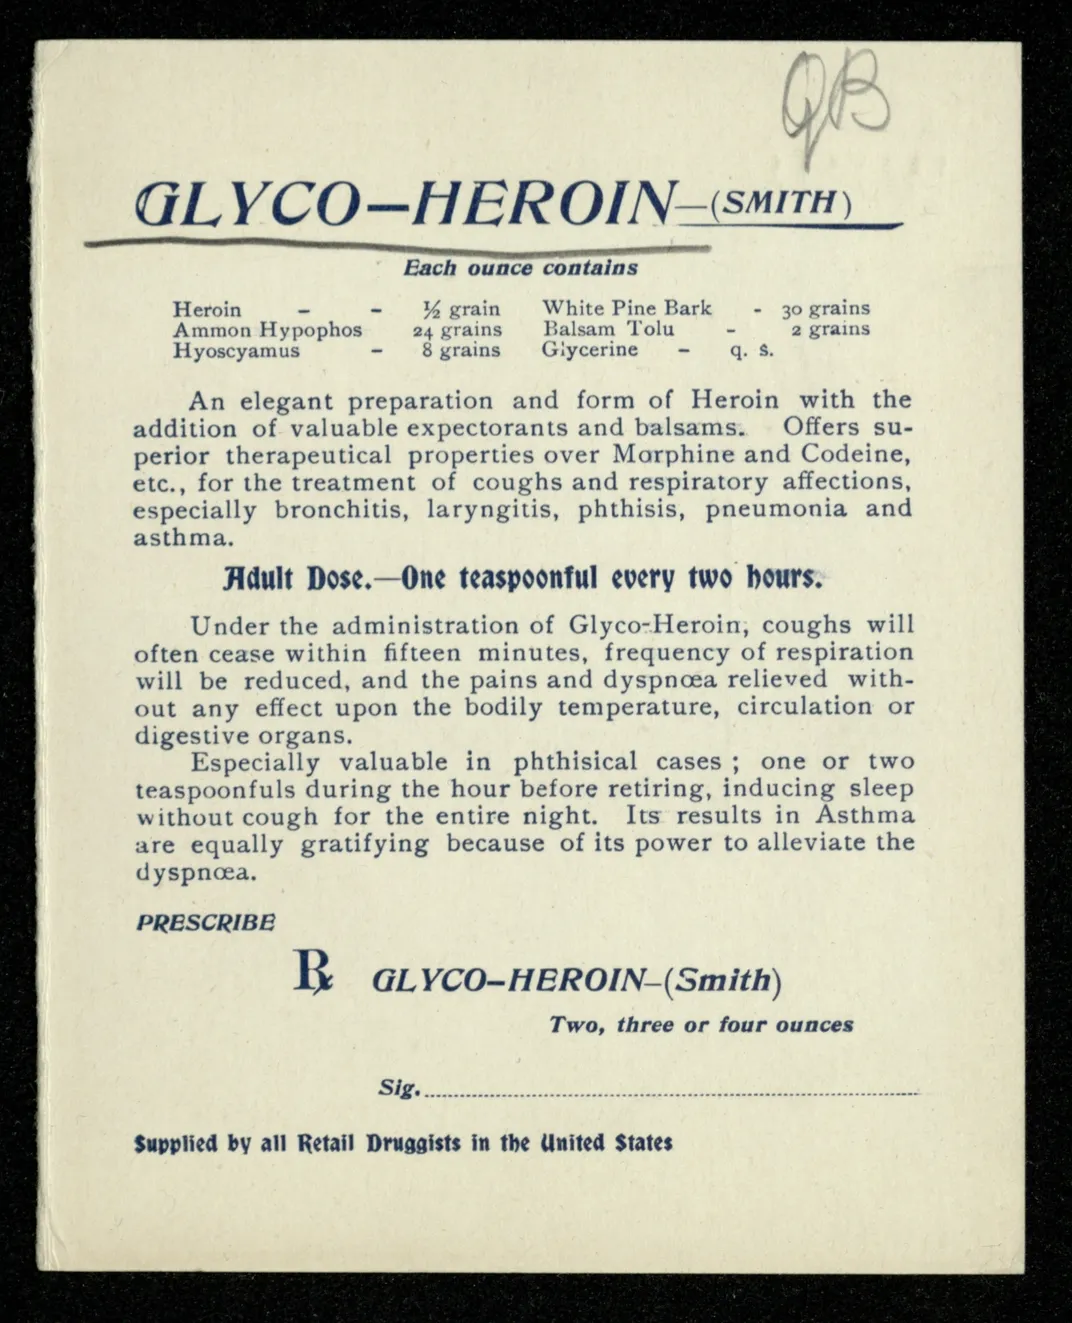 QB
GLYCO–HEROIN–(SMITH)
Each ounce contains
Heroin - - ½ grain White Pine Bark - 30 grains
Ammon Hypophos 24 grains Balsam Tolu - 2 grains
Hyoscyamus - 8 grains Glycerine - q. s.
An elegant preparation and form of Heroin with the
addition of valuable expectorants and balsams. Offers su-
perior therapeutical properties over Morphine and Codeine,
etc., for the treatment of coughs and respiratory affections,
especially bronchitis, laryngitis, phthisis, pneumonia and
asthma.
Adult Dose.—One teaspoonful every two hours.
Under the administration of Glyco-Heroin, coughs will
often cease within fifteen minutes, frequency of respiration
will be reduced, and the pains and dyspnœa relieved with-
out any effect upon the bodily temperature, circulation or
digestive organs.
Especially valuable in phthisical cases ; one or two
teaspoonfuls during the hour before retiring, inducing sleep
without cough for the entire night. Its results in Asthma
are equally gratifying because of its power to alleviate the
dyspnœa.
PRESCRIBE
℞ GLYCO–HEROIN–(Smith)
Two, three or four ounces
Sig.
Supplied by all Retail Druggists in the United States